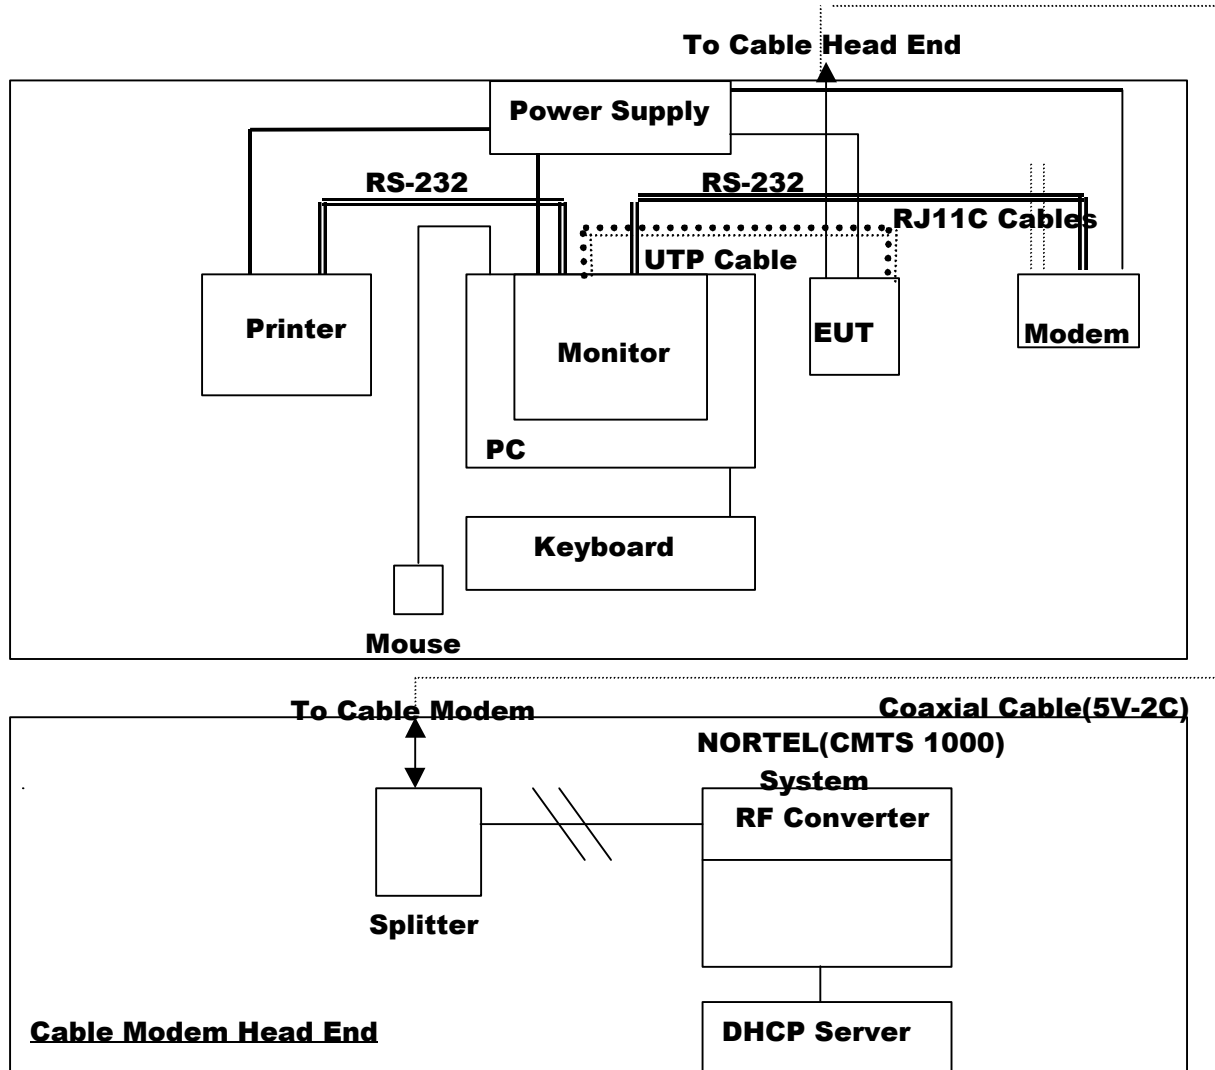 To Cable Head End
Power Supply
RS-232
RS-232
RJ11C Cables
UTP Cable
Printer
Monitor
EUT
Modem
PC
Keyboard
Mouse
To Cable Modem
Coaxial Cable(5V-2C)
NORTEL(CMTS 1000)
System
RF Converter
Splitter
Cable Modem Head End
DHCP Server